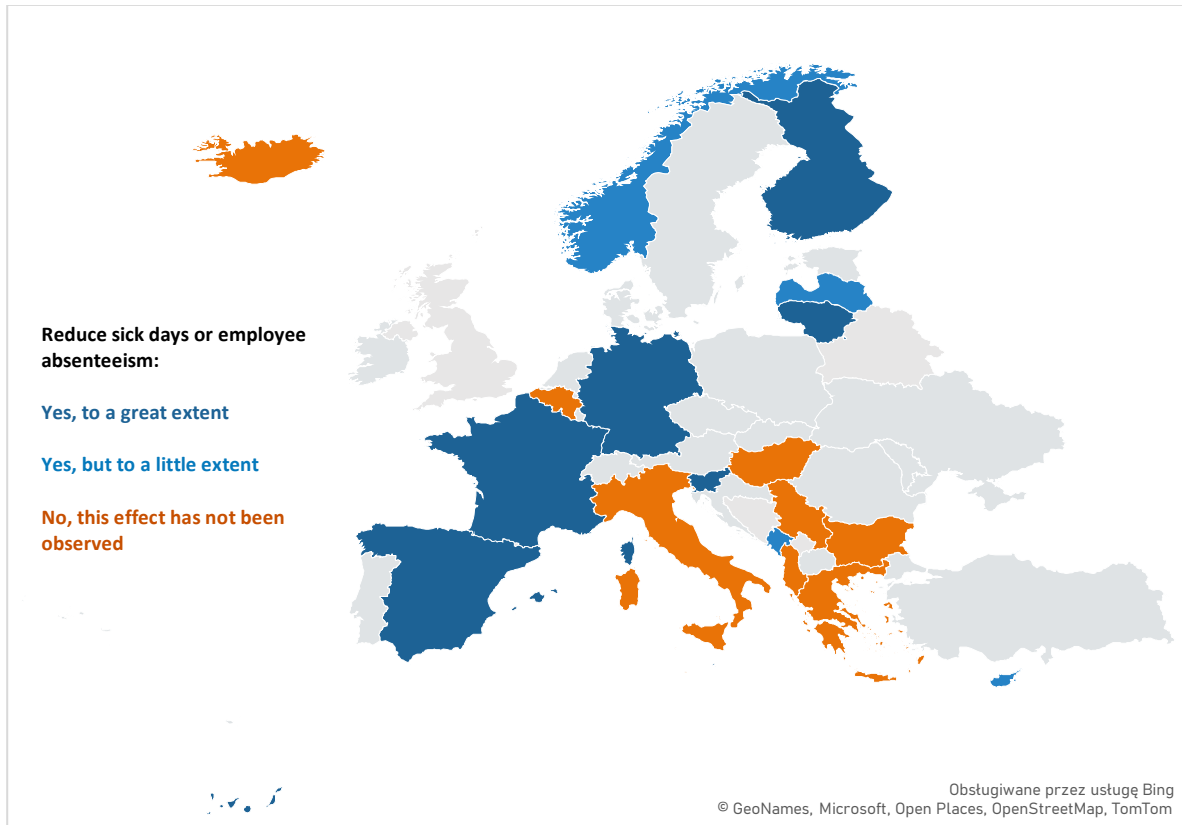 Reduce sick days or employee
absenteeism:
Yes, to a great extent
Yes, but to a little extent
No, this effect has not been
observed
Obsługiwane przez usługę Bing
© GeoNames, Microsoft, Open Places, OpenStreetMap, TomTom